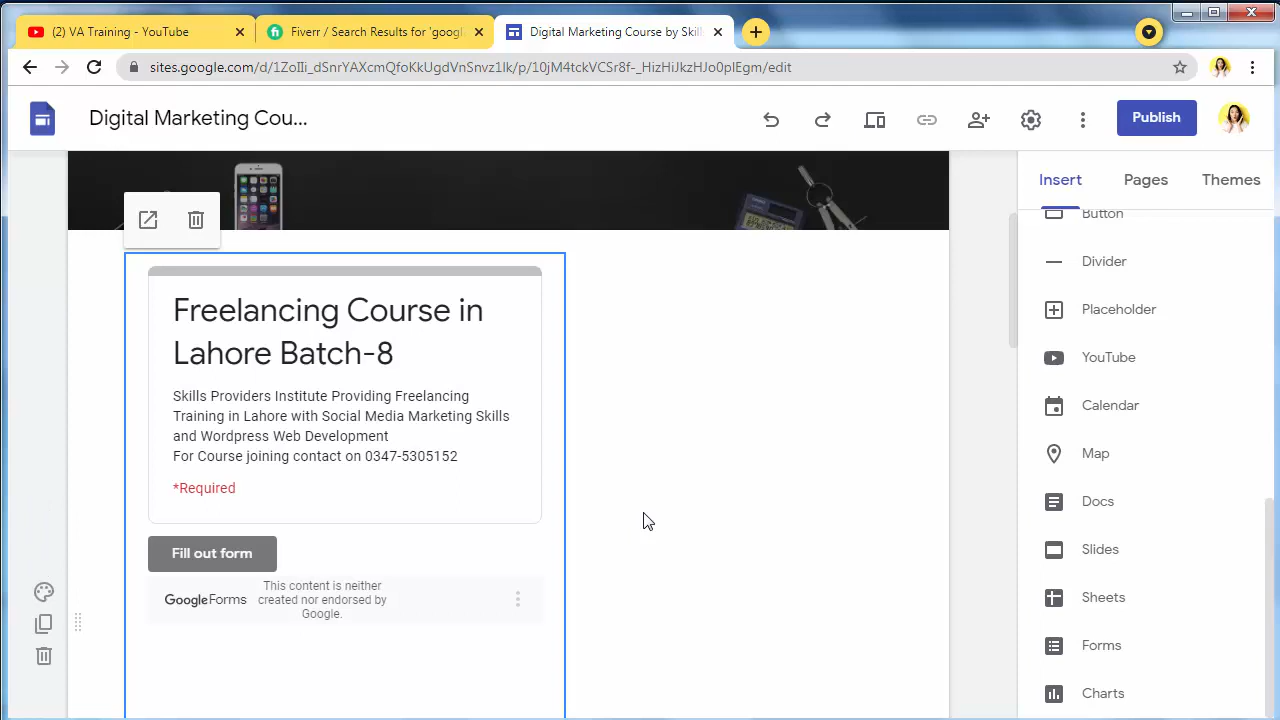 (2) VA Training - YouTube
Fiverr / Search Results for 'googl
Digital Marketing Course by Skil
sites.google.com/d/1ZoIIi_dSnrYAXcmQfoKkUgdVnSnvz1lk/p/10jM4tckVCSr8f-_HizHiJkzHJo0pIEgm/edit
Digital Marketing Cou...
Publish
Insert
Pages
Themes
Button
Divider
Placeholder
YouTube
Calendar
Map
Docs
Slides
Sheets
Forms
Charts
Freelancing Course in
Lahore Batch-8
Skills Providers Institute Providing Freelancing
Training in Lahore with Social Media Marketing Skills
and Wordpress Web Development
For Course joining contact on 0347-5305152
*Required
Fill out form
Google Forms
This content is neither
created nor endorsed by
Google.